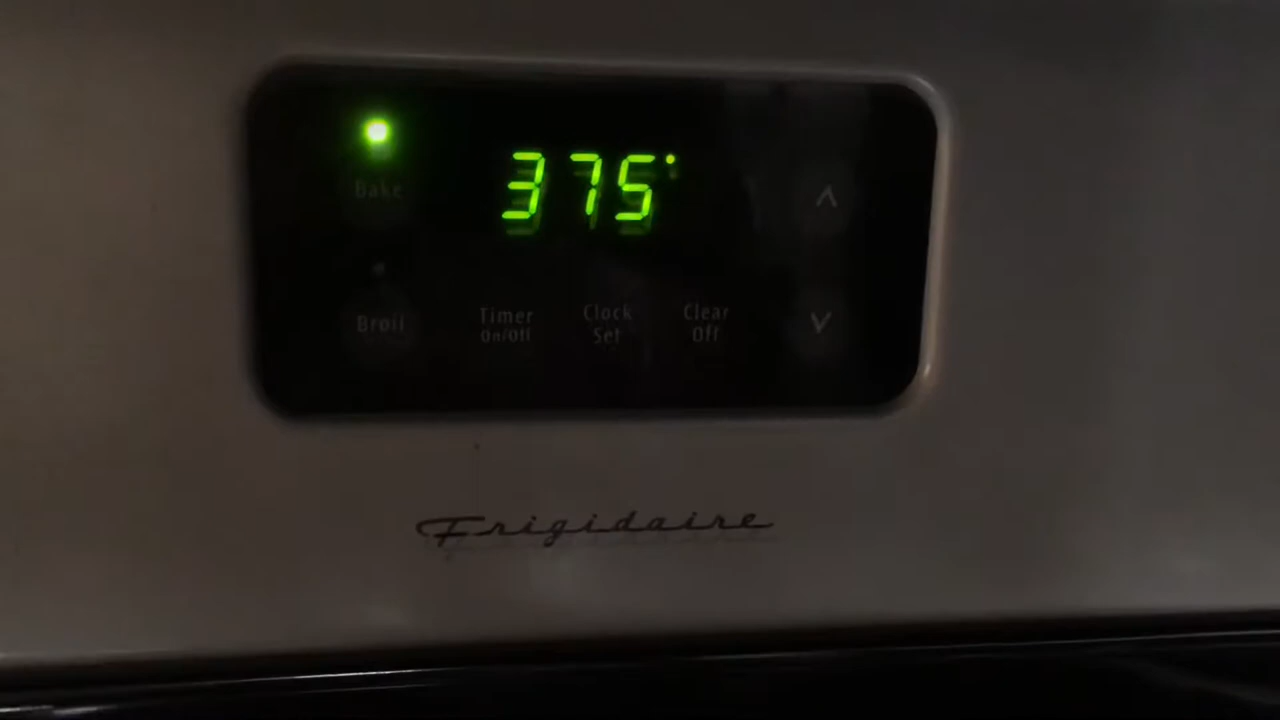 375°
Bake
Broil
Timer
On/Off
Clock
Set
Clear
Off
Frigidaire